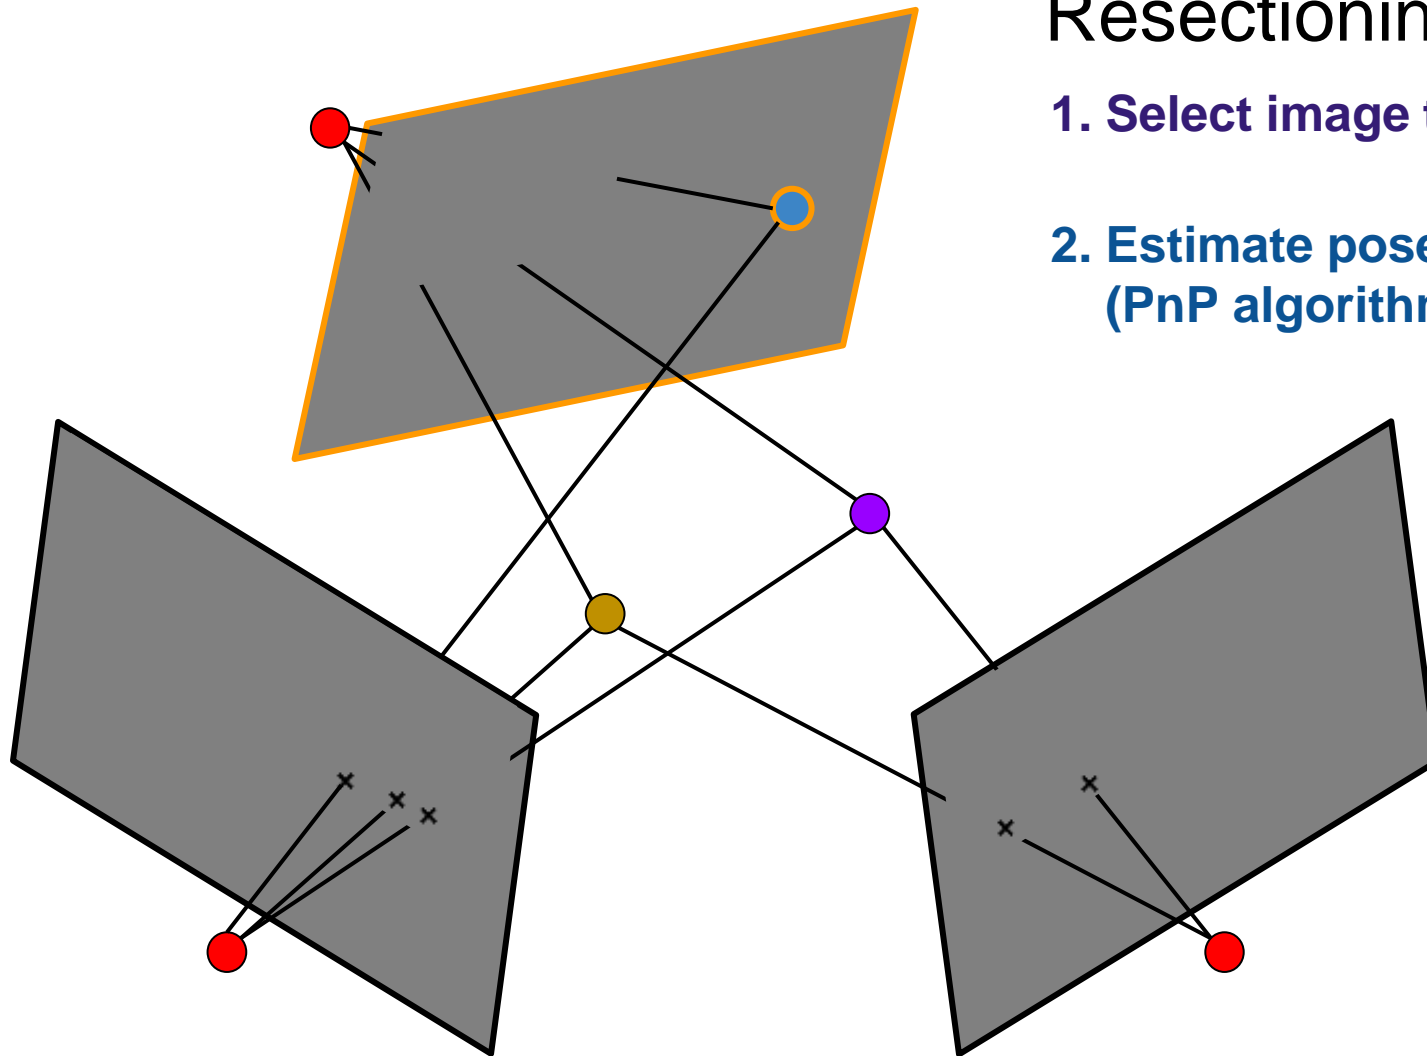 Resectionin
1. Select image
2. Estimate pose
(PnP algorithm